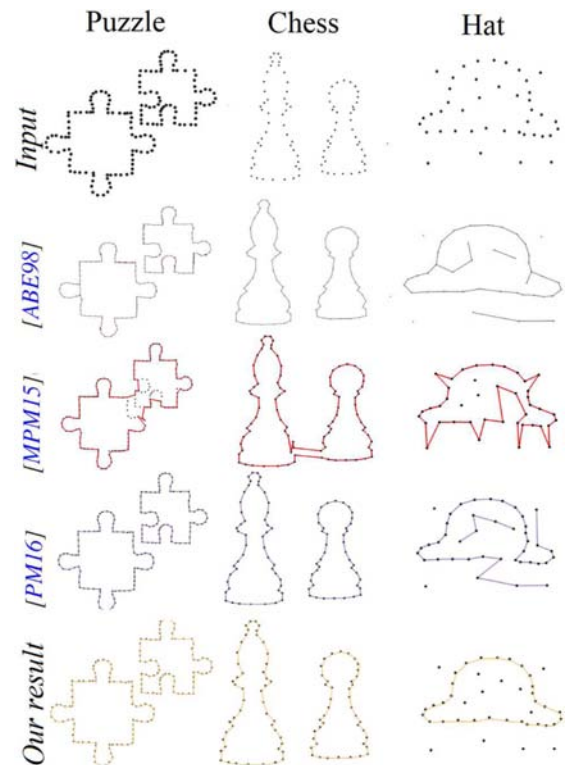 Puzzle Chess Hat
Input
[ABE98]
[MPM15]
[PM16]
Our result